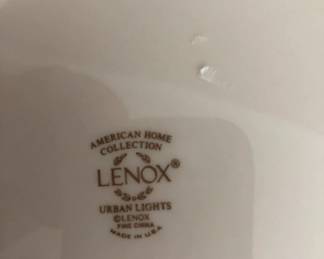 AMERICAN HOME
COLLECTION
LENOX®
URBAN LIGHTS
©LENOX
FINE CHINA
MADE IN U.S.A.